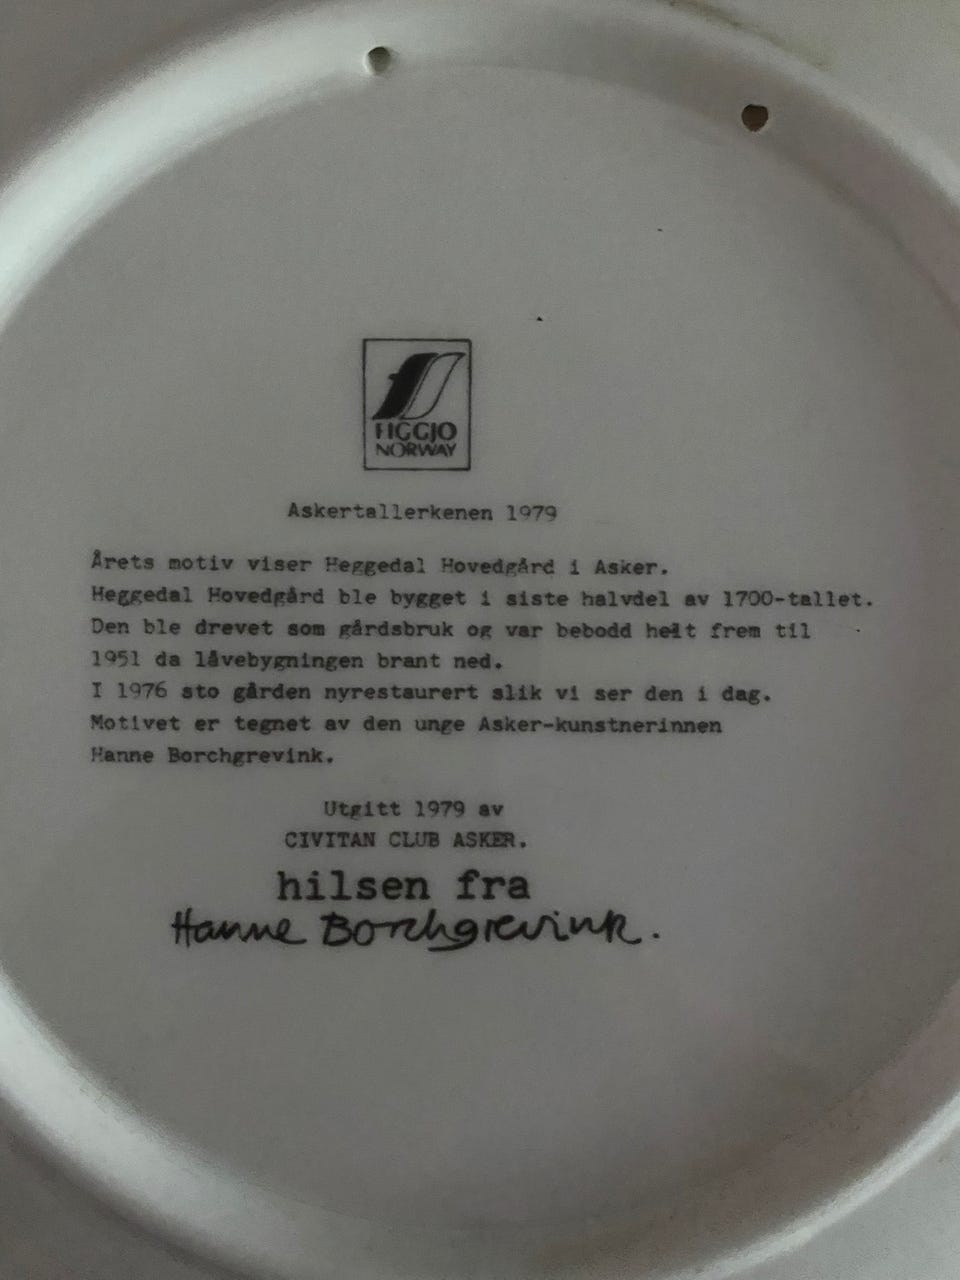 FIGGJO
NORWAY
Askertallerkenen 1979
Årets motiv viser Heggedal Hovedgård i Asker.
Heggedal Hovedgård ble bygget i siste halvdel av 1700-tallet.
Den ble drevet som gårdsbruk og var bebodd helt frem til
1951 da låvebygningen brant ned.
I 1976 sto gården nyrestaurert slik vi ser den i dag.
Motivet er tegnet av den unge Asker-kunstnerinnen
Hanne Borchgrevink.
Utgitt 1979 av
CIVITAN CLUB ASKER.
hilsen fra
Hanne Borchgrevink.